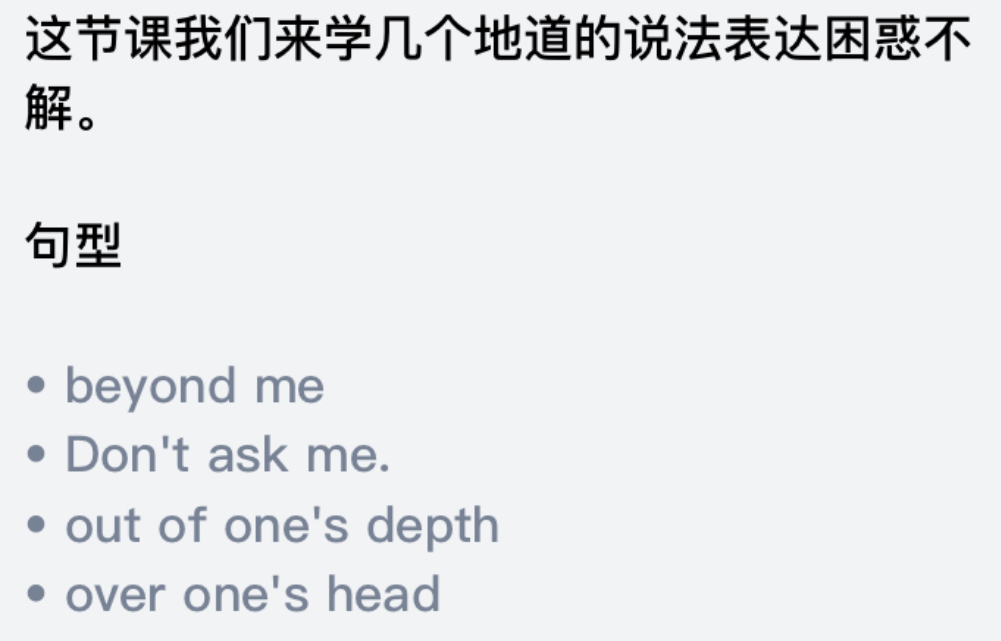 这节课我们来学几个地道的说法表达困惑不
解。
句型
• beyond me
• Don't ask me.
• out of one's depth
• over one's head